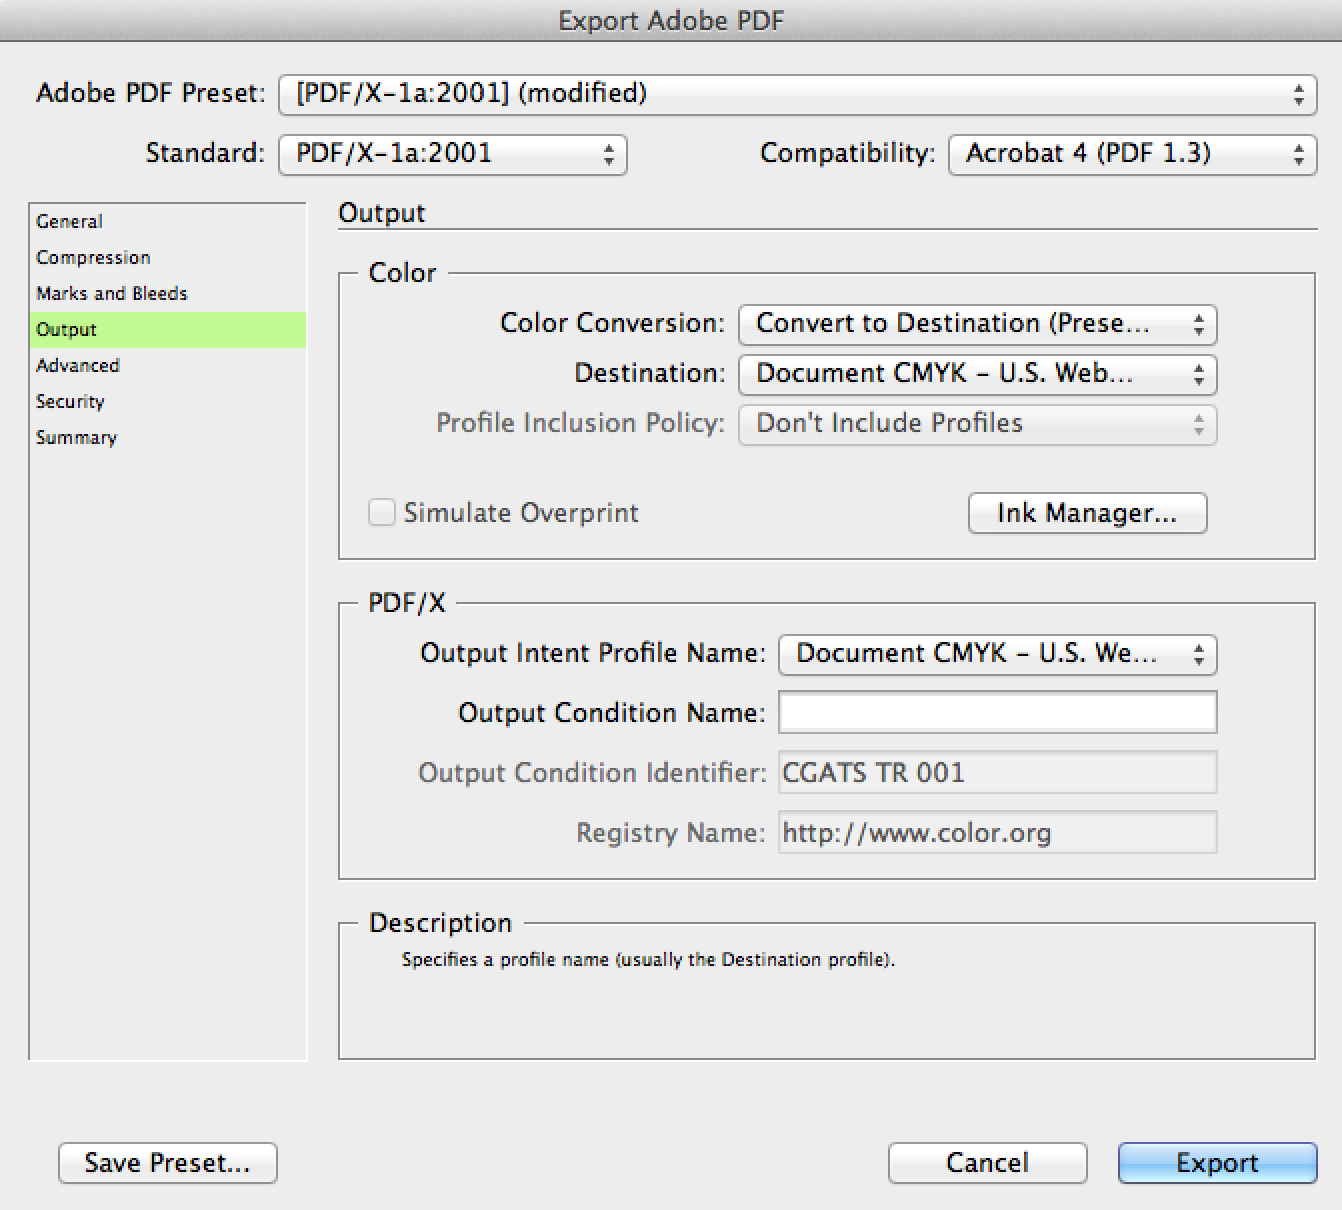 Export Adobe PDF
Adobe PDF Preset: [PDF/X-1a:2001] (modified)
Standard: PDF/X-1a:2001 Compatibility: Acrobat 4 (PDF 1.3)
General
Compression
Marks and Bleeds
Output
Advanced
Security
Summary
Output
Color
Color Conversion: Convert to Destination (Prese...
Destination: Document CMYK - U.S. Web...
Profile Inclusion Policy: Don't Include Profiles
Simulate Overprint Ink Manager...
PDF/X
Output Intent Profile Name: Document CMYK - U.S. We...
Output Condition Name:
Output Condition Identifier: CGATS TR 001
Registry Name: http://www.color.org
Description
Specifies a profile name (usually the Destination profile).
Save Preset... Cancel Export